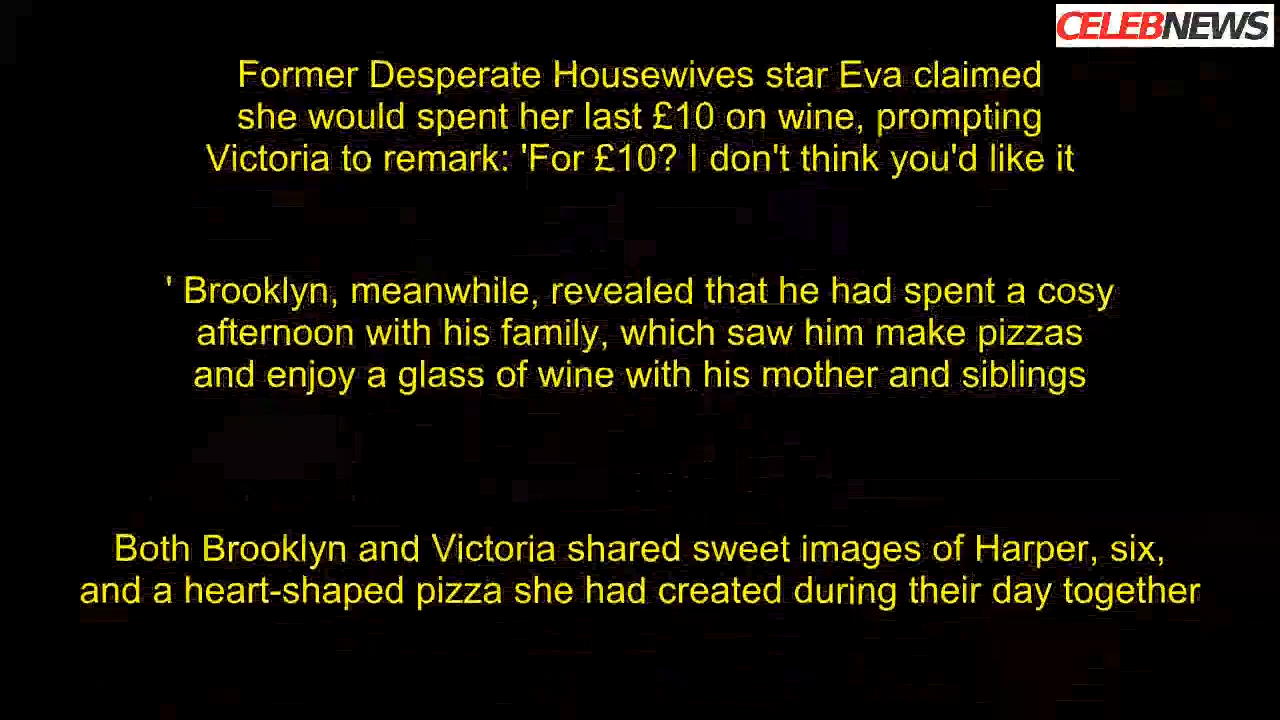 CELEBNEWS
Former Desperate Housewives star Eva claimed
she would spent her last £10 on wine, prompting
Victoria to remark: 'For £10? I don't think you'd like it
' Brooklyn, meanwhile, revealed that he had spent a cosy
afternoon with his family, which saw him make pizzas
and enjoy a glass of wine with his mother and siblings
Both Brooklyn and Victoria shared sweet images of Harper, six,
and a heart-shaped pizza she had created during their day together